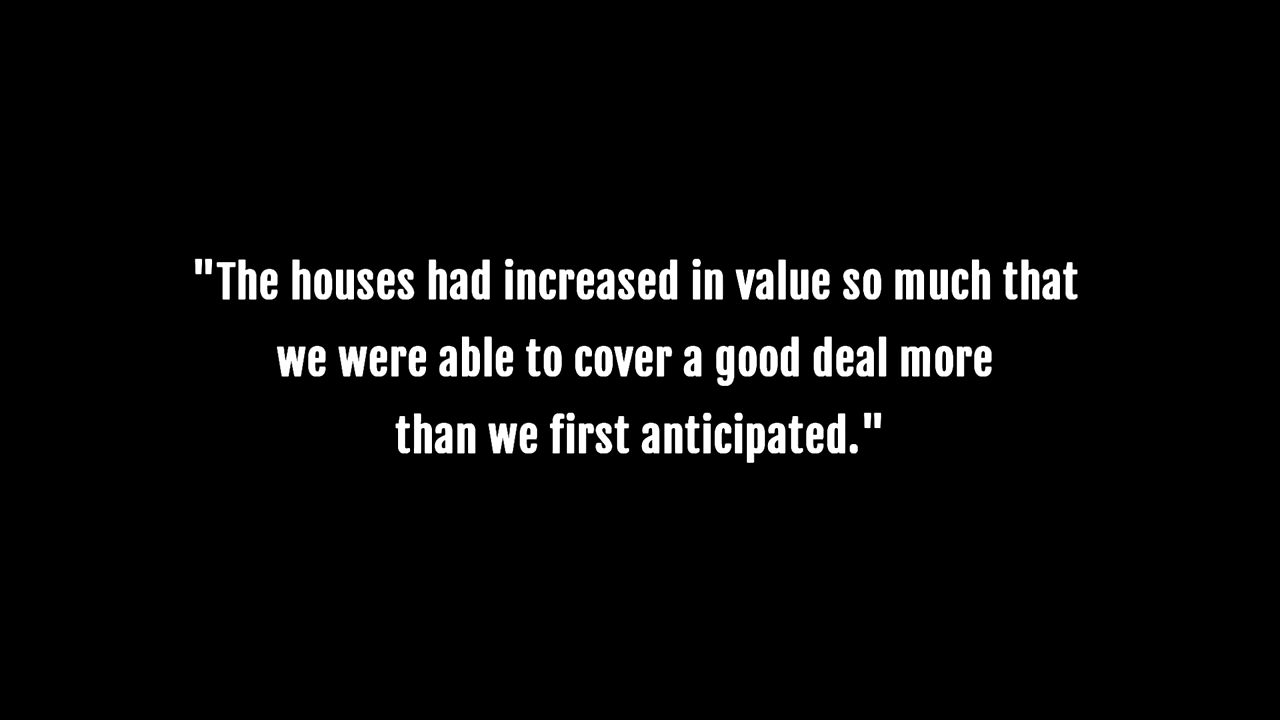 "The houses had increased in value so much that
we were able to cover a good deal more
than we first anticipated."